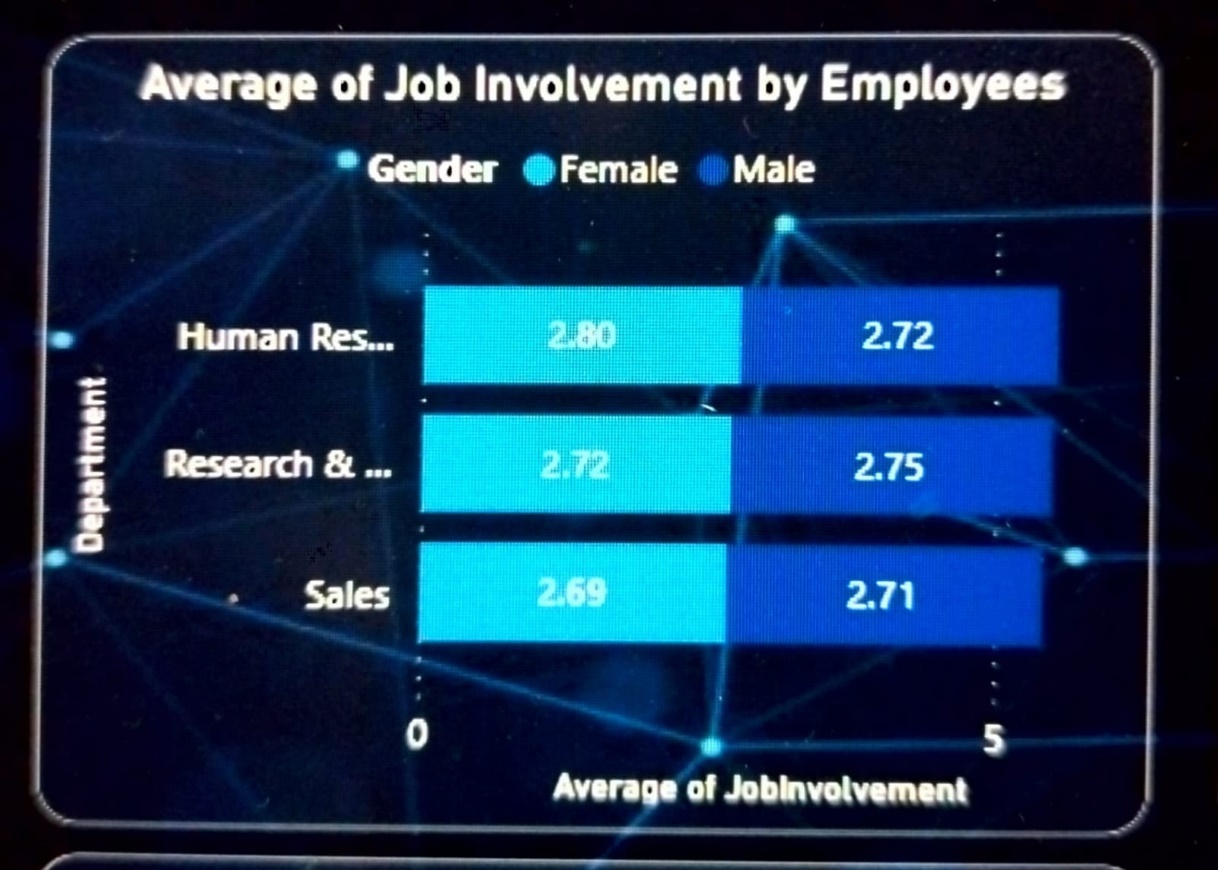 Average of Job Involvement by Employees
Gender Female Male
Department
Human Res... 2.80 2.72
Research & ... 2.72 2.75
Sales 2.69 2.71
0 5
Average of JobInvolvement